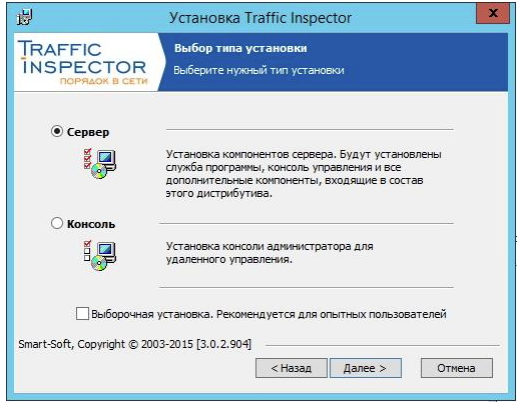 Установка Traffic Inspector
x
TRAFFIC
INSPECTOR
ПОРЯДОК В СЕТИ
Выбор типа установки
Выберите нужный тип установки
Сервер
Установка компонентов сервера. Будут установлены
служба программы, консоль управления и все
дополнительные компоненты, входящие в состав
этого дистрибутива.
Консоль
Установка консоли администратора для
удаленного управления.
Выборочная установка. Рекомендуется для опытных пользователей
Smart-Soft, Copyright © 2003-2015 [3.0.2.904]
< Назад
Далее >
Отмена